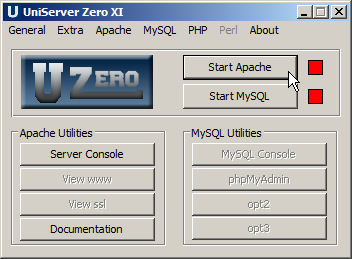 U UniServer Zero XI
General Extra Apache MySQL PHP Perl About
U ZERO
Start Apache
Start MySQL
Apache Utilities
Server Console
View www
View ssl
Documentation
MySQL Utilities
MySQL Console
phpMyAdmin
opt2
opt3